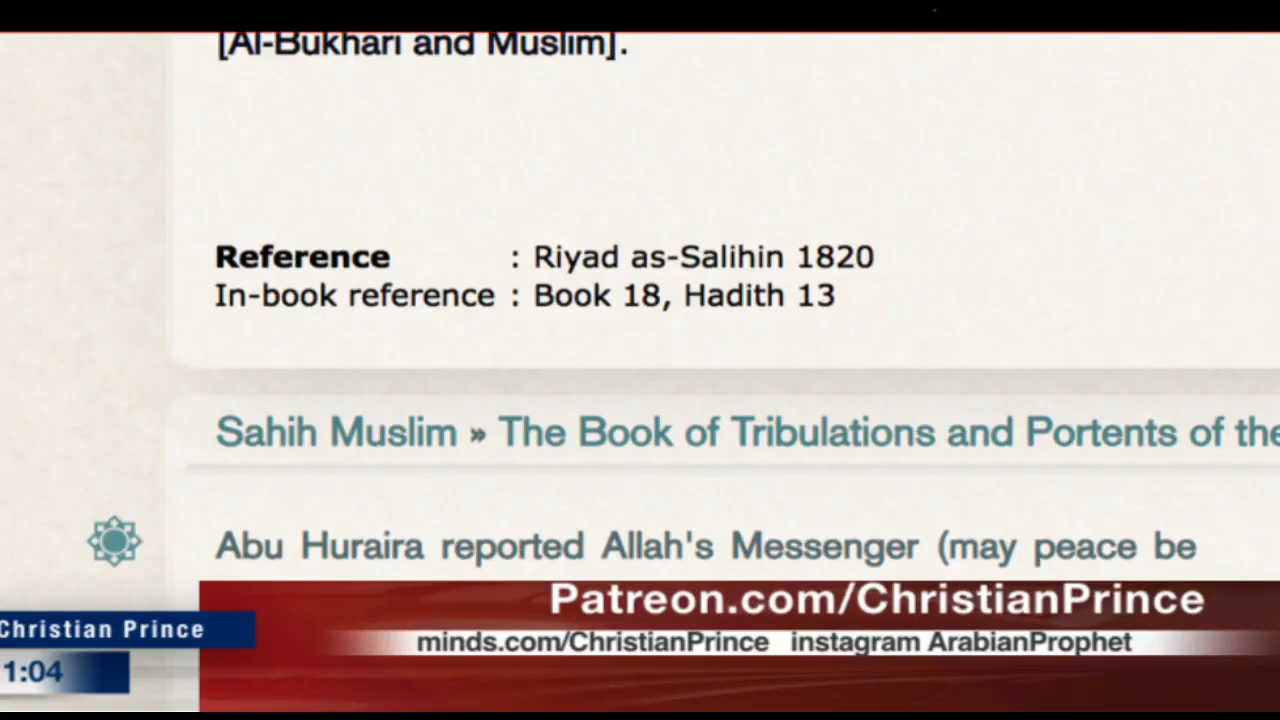 [Al-Bukhari and Muslim].
Reference : Riyad as-Salihin 1820
In-book reference : Book 18, Hadith 13
Sahih Muslim » The Book of Tribulations and Portents of the
Abu Huraira reported Allah's Messenger (may peace be
Patreon.com/ChristianPrince
Christian Prince
minds.com/ChristianPrince instagram ArabianProphet
1:04